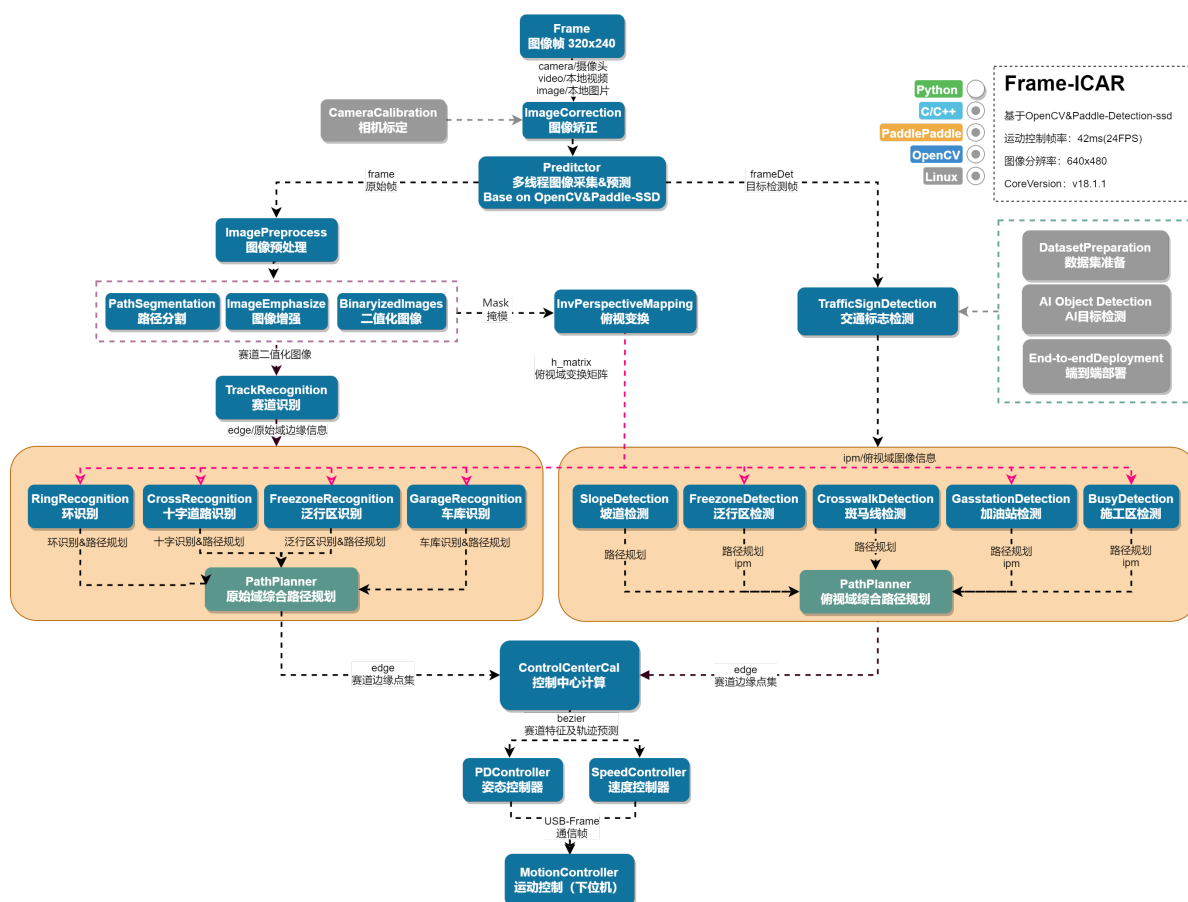 Frame
图像帧 320x240
camera/摄像头
video/本地视频
image/本地图片
CameraCalibration
相机标定
ImageCorrection
图像矫正
Python
C/C++
PaddlePaddle
OpenCV
Linux
Frame-ICAR
基于OpenCV&Paddle-Detection-ssd
运动控制帧率：42ms(24FPS)
图像分辨率：640x480
CoreVersion：v18.1.1
Preditctor
多线程图像采集&预测
Base on OpenCV&Paddle-SSD
frame
原始帧
frameDet
目标检测帧
ImagePreprocess
图像预处理
PathSegmentation
路径分割
ImageEmphasize
图像增强
BinaryizedImages
二值化图像
Mask
掩模
InvPerspectiveMapping
俯视变换
TrafficSignDetection
交通标志检测
DatasetPreparation
数据集准备
AI Object Detection
AI目标检测
End-to-endDeployment
端到端部署
赛道二值化图像
h_matrix
俯视域变换矩阵
TrackRecognition
赛道识别
edge/原始域边缘信息
ipm/俯视域图像信息
RingRecognition
环识别
CrossRecognition
十字道路识别
FreezoneRecognition
泛行区识别
GarageRecognition
车库识别
SlopeDetection
坡道检测
FreezoneDetection
泛行区检测
CrosswalkDetection
斑马线检测
GasstationDetection
加油站检测
BusyDetection
施工区检测
环识别&路径规划
十字识别&路径规划
泛行区识别&路径规划
车库识别&路径规划
路径规划
路径规划
ipm
路径规划
路径规划
ipm
路径规划
ipm
PathPlanner
原始域综合路径规划
PathPlanner
俯视域综合路径规划
edge
赛道边缘点集
ControlCenterCal
控制中心计算
edge
赛道边缘点集
bezier
赛道特征及轨迹预测
PDController
姿态控制器
SpeedController
速度控制器
USB-Frame
通信帧
MotionController
运动控制（下位机）